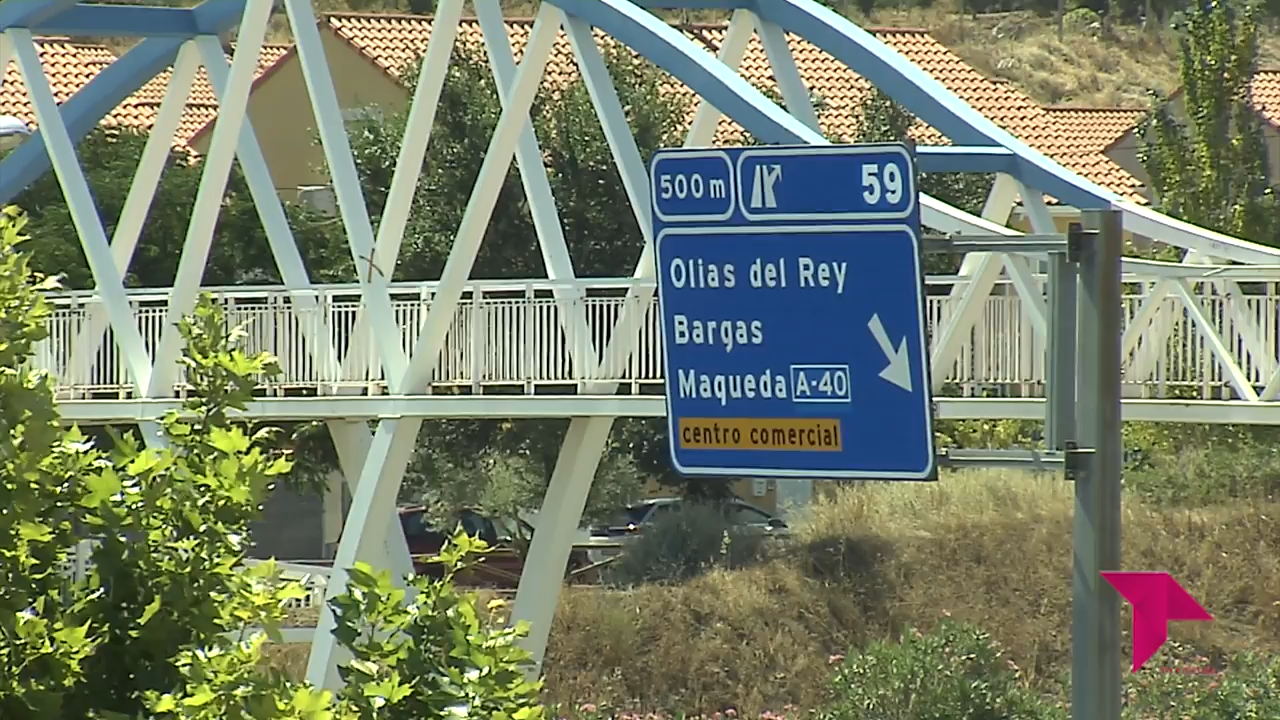 500 m 59
Olias del Rey
Bargas
Maqueda A-40
centro comercial